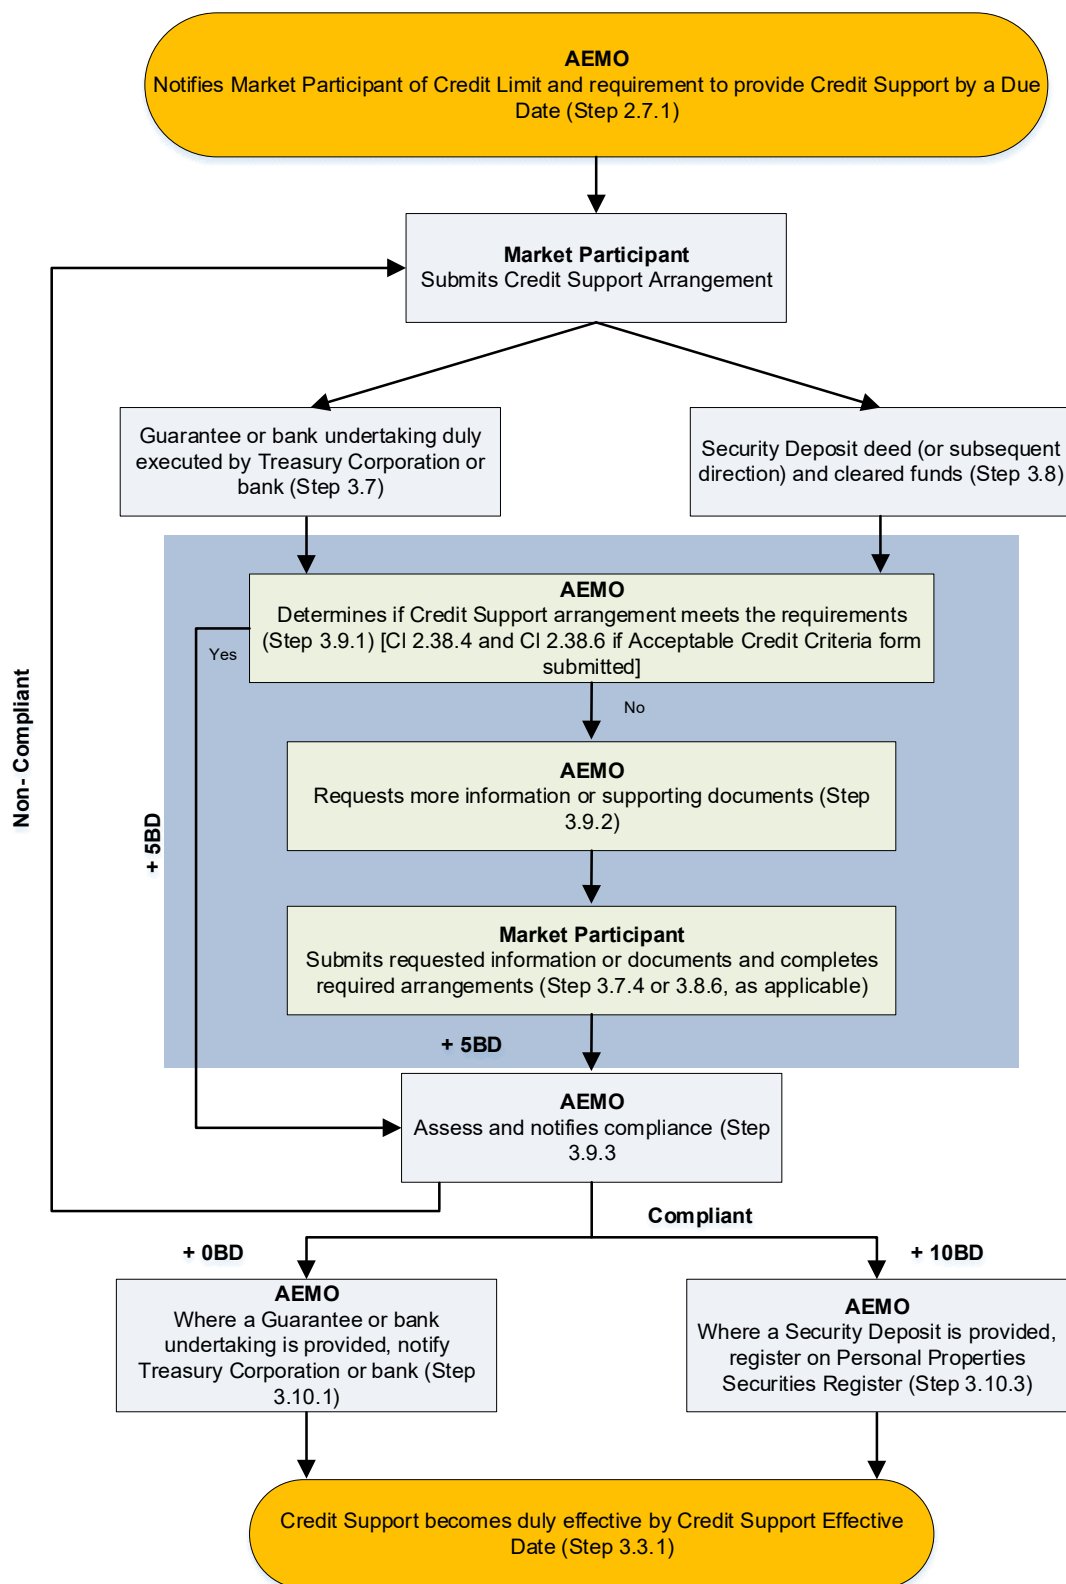 AEMO
Notifies Market Participant of Credit Limit and requirement to provide Credit Support by a Due
Date (Step 2.7.1)
Market Participant
Submits Credit Support Arrangement
Guarantee or bank undertaking duly
executed by Treasury Corporation or
bank (Step 3.7)
Security Deposit deed (or subsequent
direction) and cleared funds (Step 3.8)
AEMO
Determines if Credit Support arrangement meets the requirements
(Step 3.9.1) [Cl 2.38.4 and Cl 2.38.6 if Acceptable Credit Criteria form
submitted]
Yes
No
Non- Compliant
+ 5BD
AEMO
Requests more information or supporting documents (Step
3.9.2)
Market Participant
Submits requested information or documents and completes
required arrangements (Step 3.7.4 or 3.8.6, as applicable)
+ 5BD
AEMO
Assess and notifies compliance (Step
3.9.3
Compliant
+ 0BD
+ 10BD
AEMO
Where a Guarantee or bank
undertaking is provided, notify
Treasury Corporation or bank (Step
3.10.1)
AEMO
Where a Security Deposit is provided,
register on Personal Properties
Securities Register (Step 3.10.3)
Credit Support becomes duly effective by Credit Support Effective
Date (Step 3.3.1)